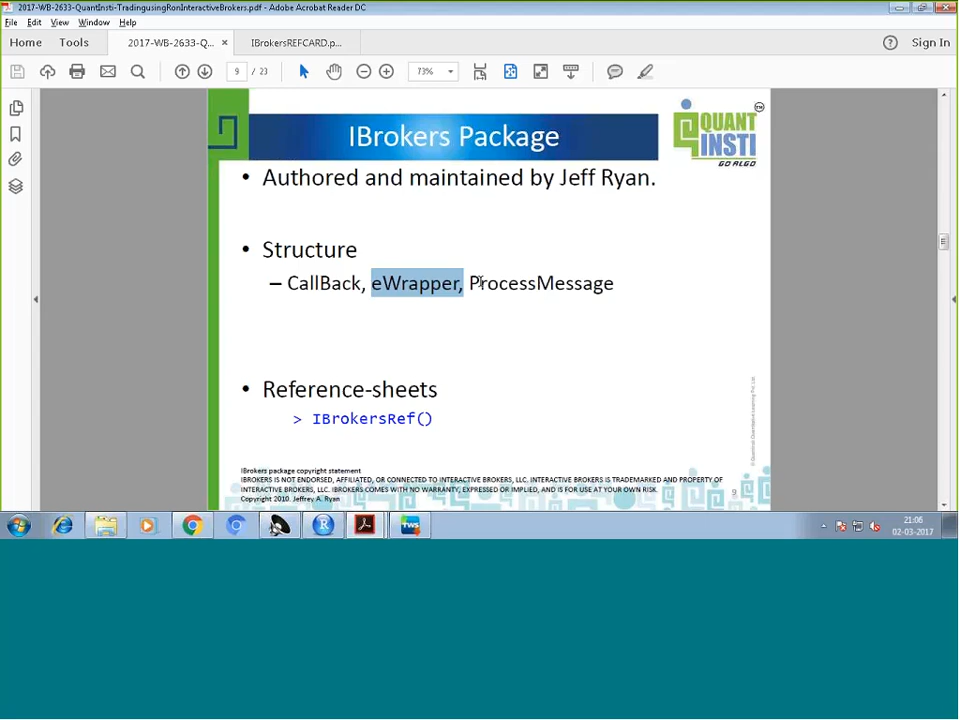 2017-WB-2633-QuantInsti-TradingusingRonInteractiveBrokers.pdf - Adobe Acrobat Reader DC
File Edit View Window Help
Home Tools 2017-WB-2633-Q... × IBrokersREFCARD.p... Sign In
9 / 23 73%
IBrokers Package
QUANT
INSTI
GO ALGO
• Authored and maintained by Jeff Ryan.
• Structure
– CallBack, eWrapper, ProcessMessage
• Reference-sheets
> IBrokersRef()
IBrokers package copyright statement
IBROKERS IS NOT ENDORSED, AFFILIATED, OR CONNECTED TO INTERACTIVE BROKERS, LLC. INTERACTIVE BROKERS IS TRADEMARKED AND PROPERTY OF
INTERACTIVE BROKERS, LLC. IBROKERS COMES WITH NO WARRANTY, EXPRESSED OR IMPLIED, AND IS FOR USE AT YOUR OWN RISK.
Copyright 2010. Jeffrey A. Ryan
9
TWS
21:06
02-03-2017